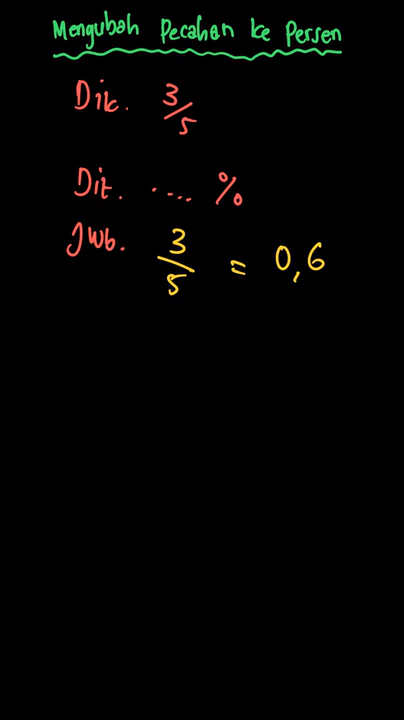 Mengubah Pecahan ke Persen
Dik. 3/5
Dit. .... %
Jwb. 3/5 = 0,6